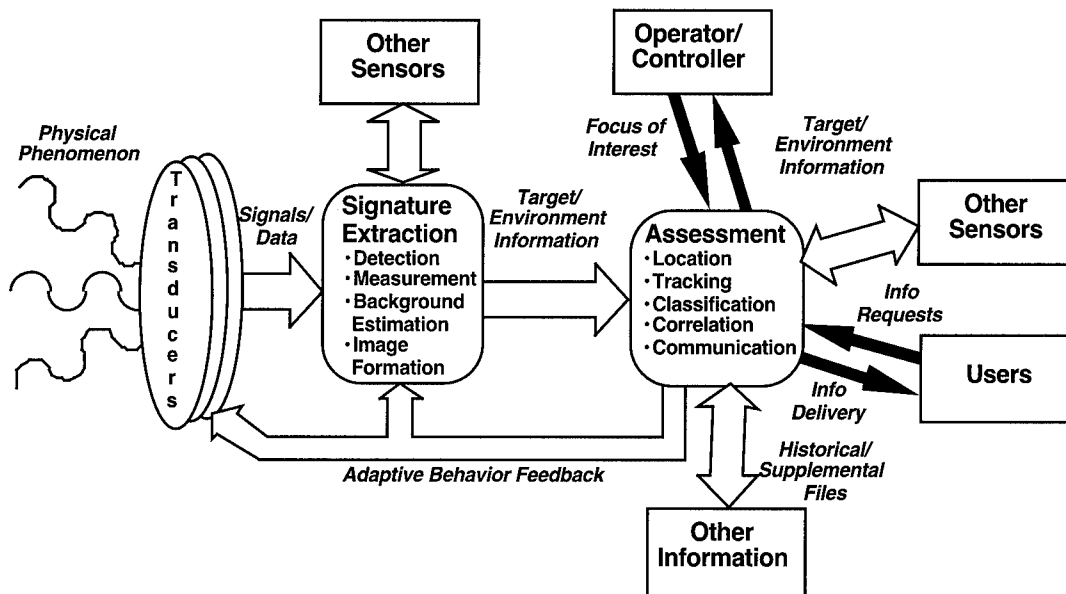 Other
Sensors
Operator/
Controller
Physical
Phenomenon
Focus of
Interest
Target/
Environment
Information
Transducers
Signals/
Data
Signature
Extraction
·Detection
·Measurement
·Background
Estimation
·Image
Formation
Target/
Environment
Information
Assessment
·Location
·Tracking
·Classification
·Correlation
·Communication
Other
Sensors
Info
Requests
Users
Info
Delivery
Adaptive Behavior Feedback
Historical/
Supplemental
Files
Other
Information